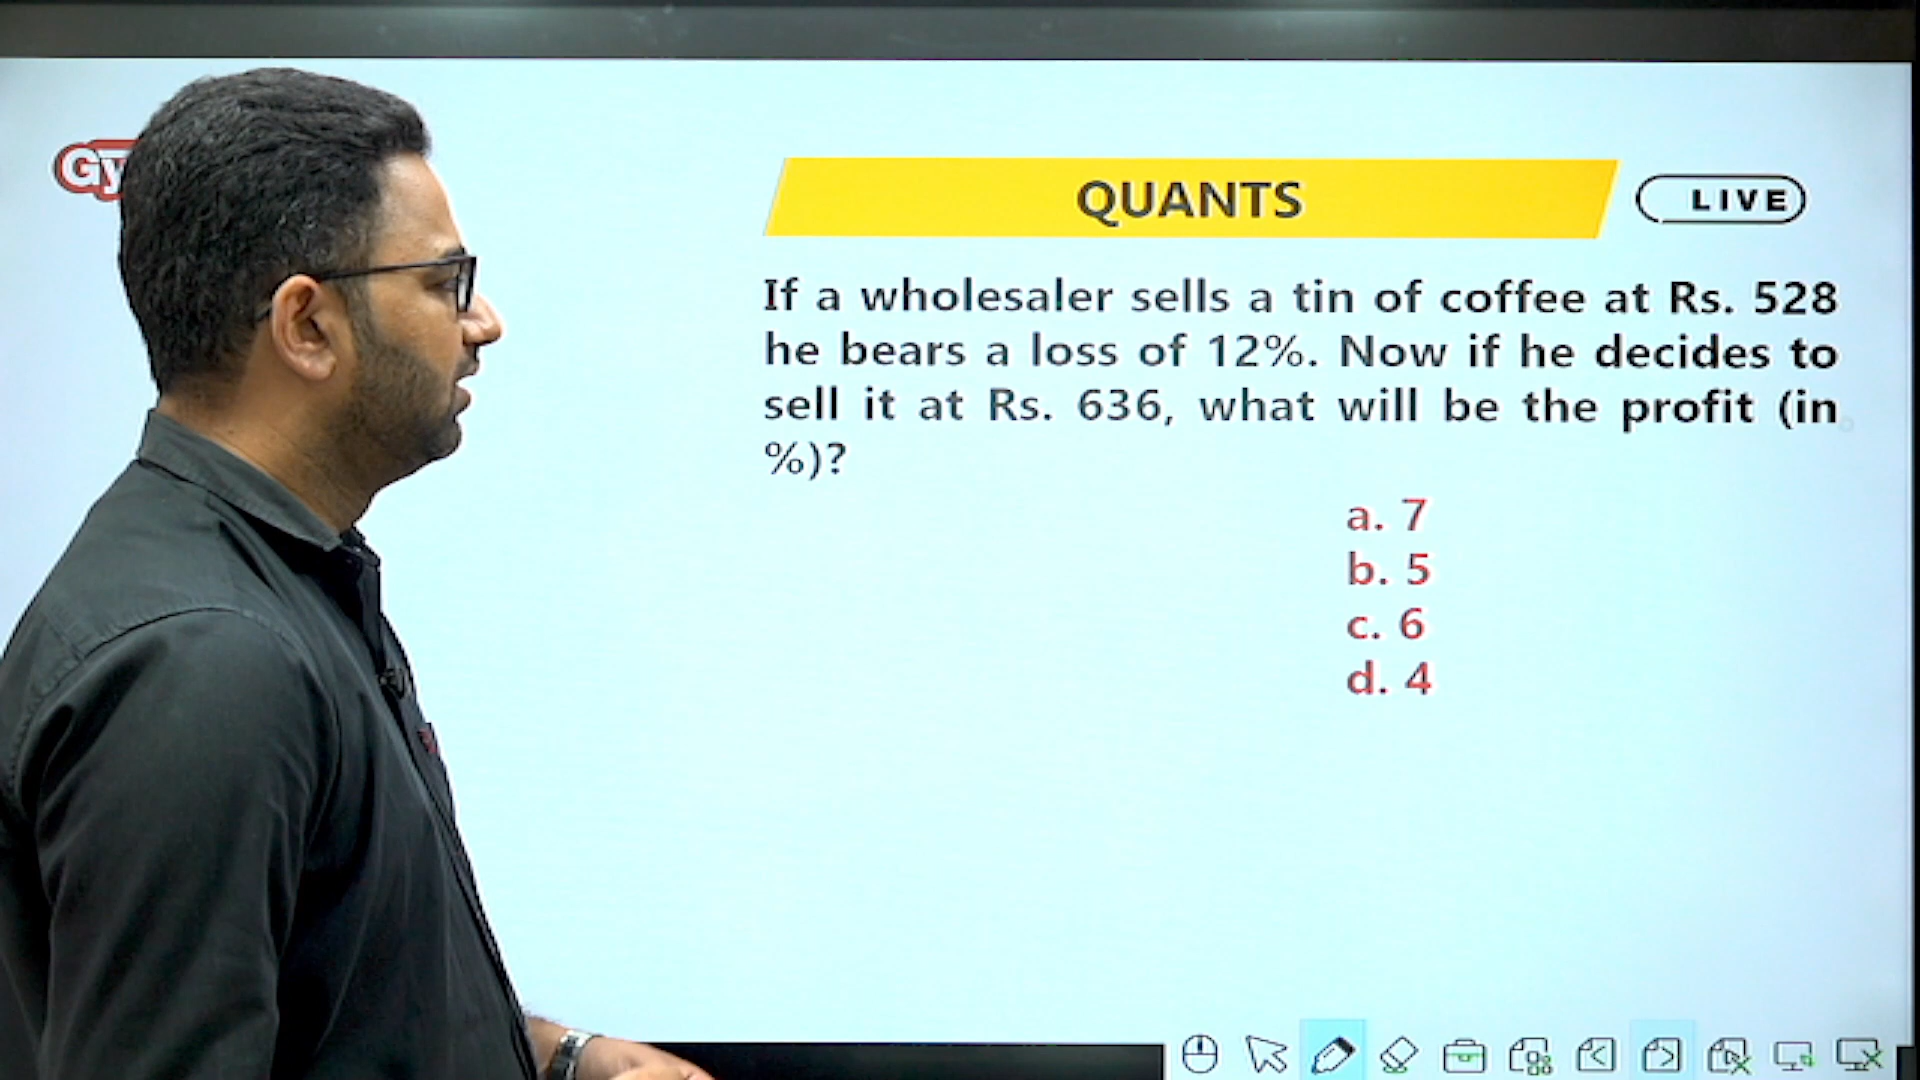 Gy
QUANTS
LIVE
If a wholesaler sells a tin of coffee at Rs. 528
he bears a loss of 12%. Now if he decides to
sell it at Rs. 636, what will be the profit (in
%)?
a. 7
b. 5
c. 6
d. 4